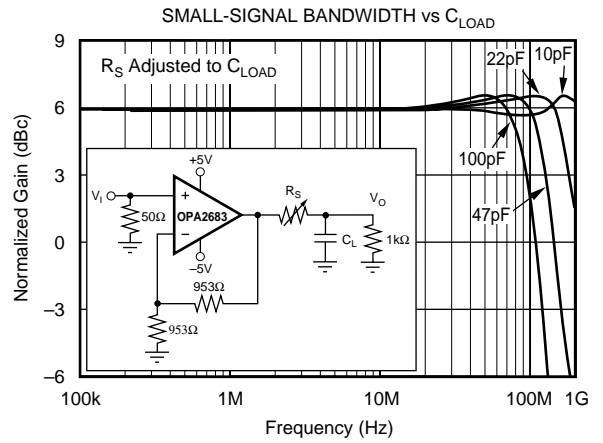 SMALL-SIGNAL BANDWIDTH vs CLOAD
9
6
3
0
–3
–6
Normalized Gain (dBc)
RS Adjusted to CLOAD
22pF
10pF
100pF
47pF
+5V
VI
+
50Ω
OPA2683
–
–5V
RS
VO
CL
1kΩ
953Ω
953Ω
100k
1M
10M
100M
1G
Frequency (Hz)